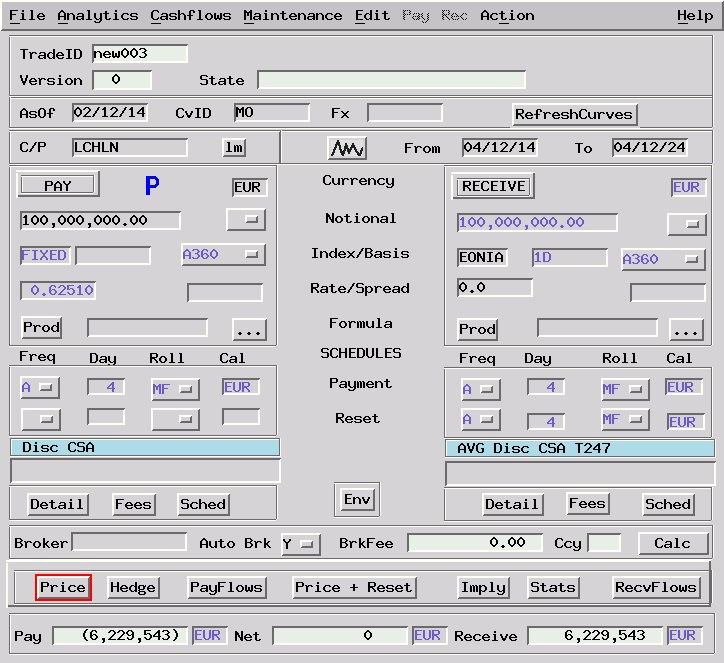 File Analytics Cashflows Maintenance Edit Pay Rec Action Help
TradeID new003
Version 0 State
AsOf 02/12/14 CvID MO Fx RefreshCurves
C/P LCHLN lm From 04/12/14 To 04/12/24
PAY P EUR Currency RECEIVE EUR
100,000,000.00 Notional 100,000,000.00
FIXED A360 Index/Basis EONIA 1D A360
0.62510 Rate/Spread 0.0
Prod ... Formula Prod ...
Freq Day Roll Cal SCHEDULES Freq Day Roll Cal
A 4 MF EUR Payment A 4 MF EUR
Reset A 4 MF EUR
Disc CSA AVG Disc CSA T247
Detail Fees Sched Env Detail Fees Sched
Broker Auto Brk Y BrkFee 0.00 Ccy Calc
Price Hedge PayFlows Price + Reset Imply Stats RecvFlows
Pay (6,229,543) EUR Net 0 EUR Receive 6,229,543 EUR